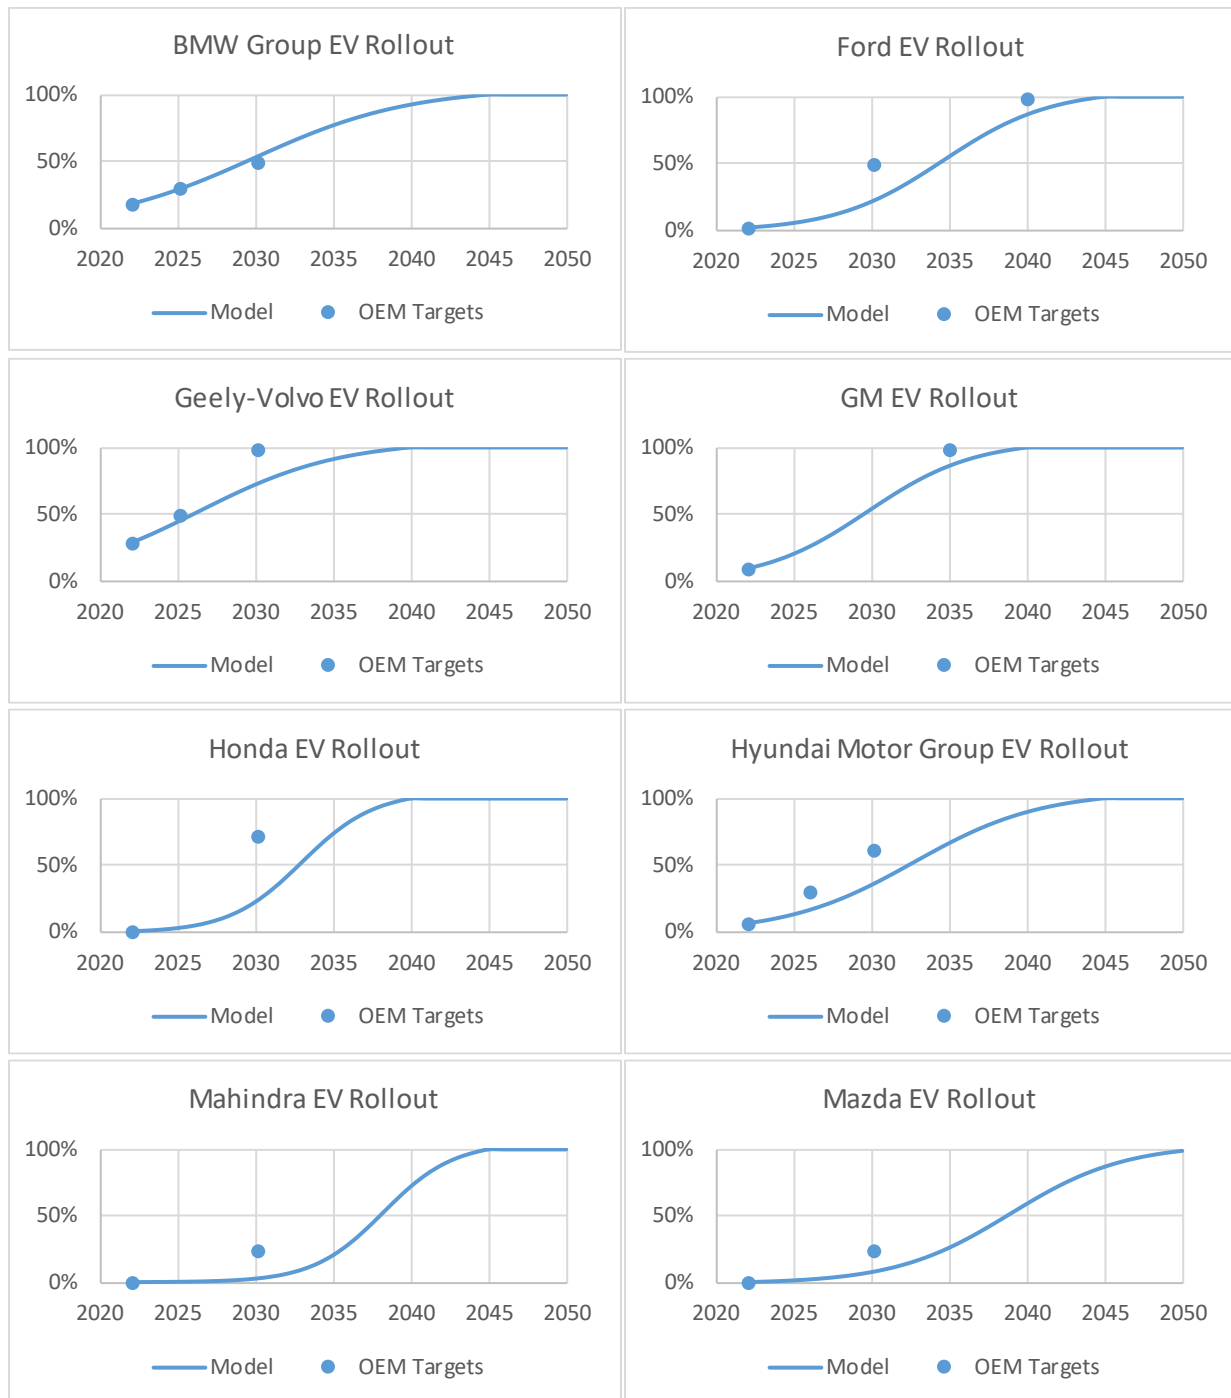 BMW Group EV Rollout
100%
50%
0%
2020 2025 2030 2035 2040 2045 2050
Model OEM Targets
Ford EV Rollout
100%
50%
0%
2020 2025 2030 2035 2040 2045 2050
Model OEM Targets
Geely-Volvo EV Rollout
100%
50%
0%
2020 2025 2030 2035 2040 2045 2050
Model OEM Targets
GM EV Rollout
100%
50%
0%
2020 2025 2030 2035 2040 2045 2050
Model OEM Targets
Honda EV Rollout
100%
50%
0%
2020 2025 2030 2035 2040 2045 2050
Model OEM Targets
Hyundai Motor Group EV Rollout
100%
50%
0%
2020 2025 2030 2035 2040 2045 2050
Model OEM Targets
Mahindra EV Rollout
100%
50%
0%
2020 2025 2030 2035 2040 2045 2050
Model OEM Targets
Mazda EV Rollout
100%
50%
0%
2020 2025 2030 2035 2040 2045 2050
Model OEM Targets